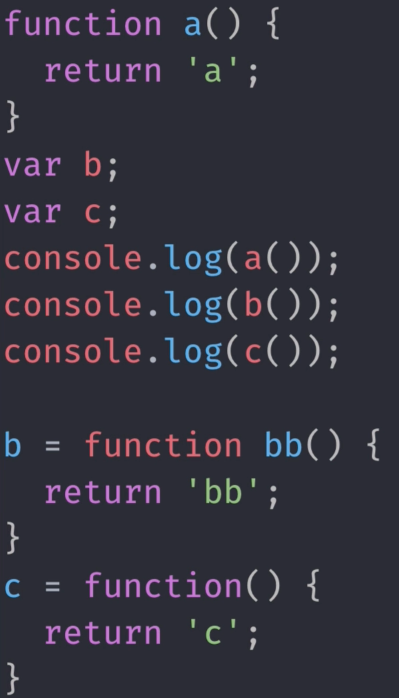 function a() {
  return 'a';
}
var b;
var c;
console.log(a());
console.log(b());
console.log(c());

b = function bb() {
  return 'bb';
}
c = function() {
  return 'c';
}